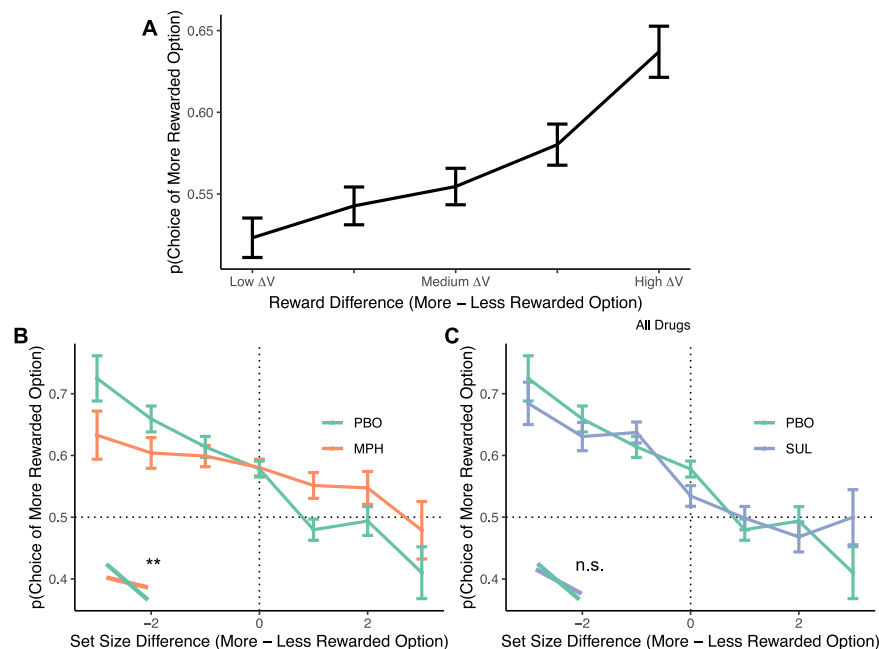 A
p(Choice of More Rewarded Option)
0.65
0.60
0.55
Low ΔV
Medium ΔV
High ΔV
Reward Difference (More − Less Rewarded Option)
All Drugs
B
p(Choice of More Rewarded Option)
0.7
0.6
0.5
0.4
PBO
MPH
**
−2
0
2
Set Size Difference (More − Less Rewarded Option)
C
p(Choice of More Rewarded Option)
0.7
0.6
0.5
0.4
PBO
SUL
n.s.
−2
0
2
Set Size Difference (More − Less Rewarded Option)